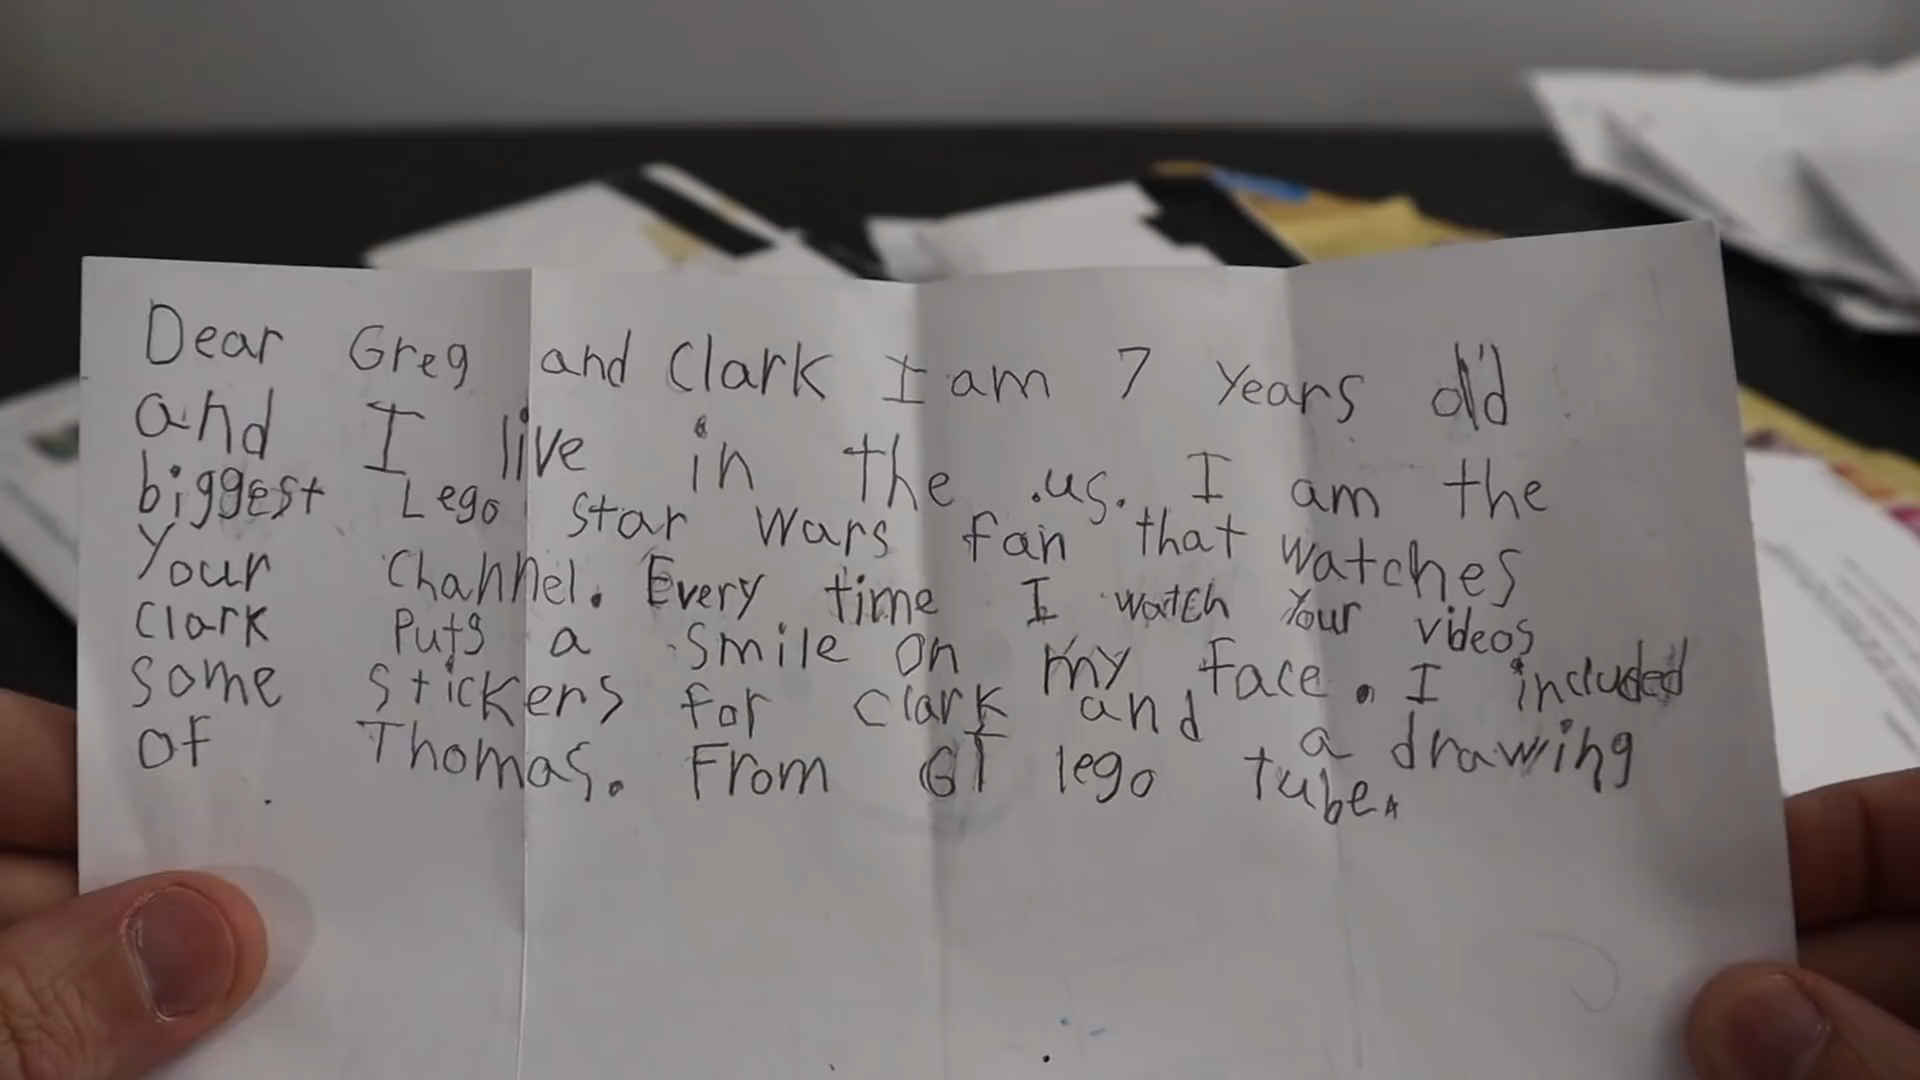 Dear Greg and Clark I am 7 years old
and I live in the .us. I am the
biggest Lego star wars fan that watches
Your Channel. Every time I watch Your videos
Clark Puts a smile on my face. I included
some stickers for Clark and a drawing
of Thomas. From GT lego tube.